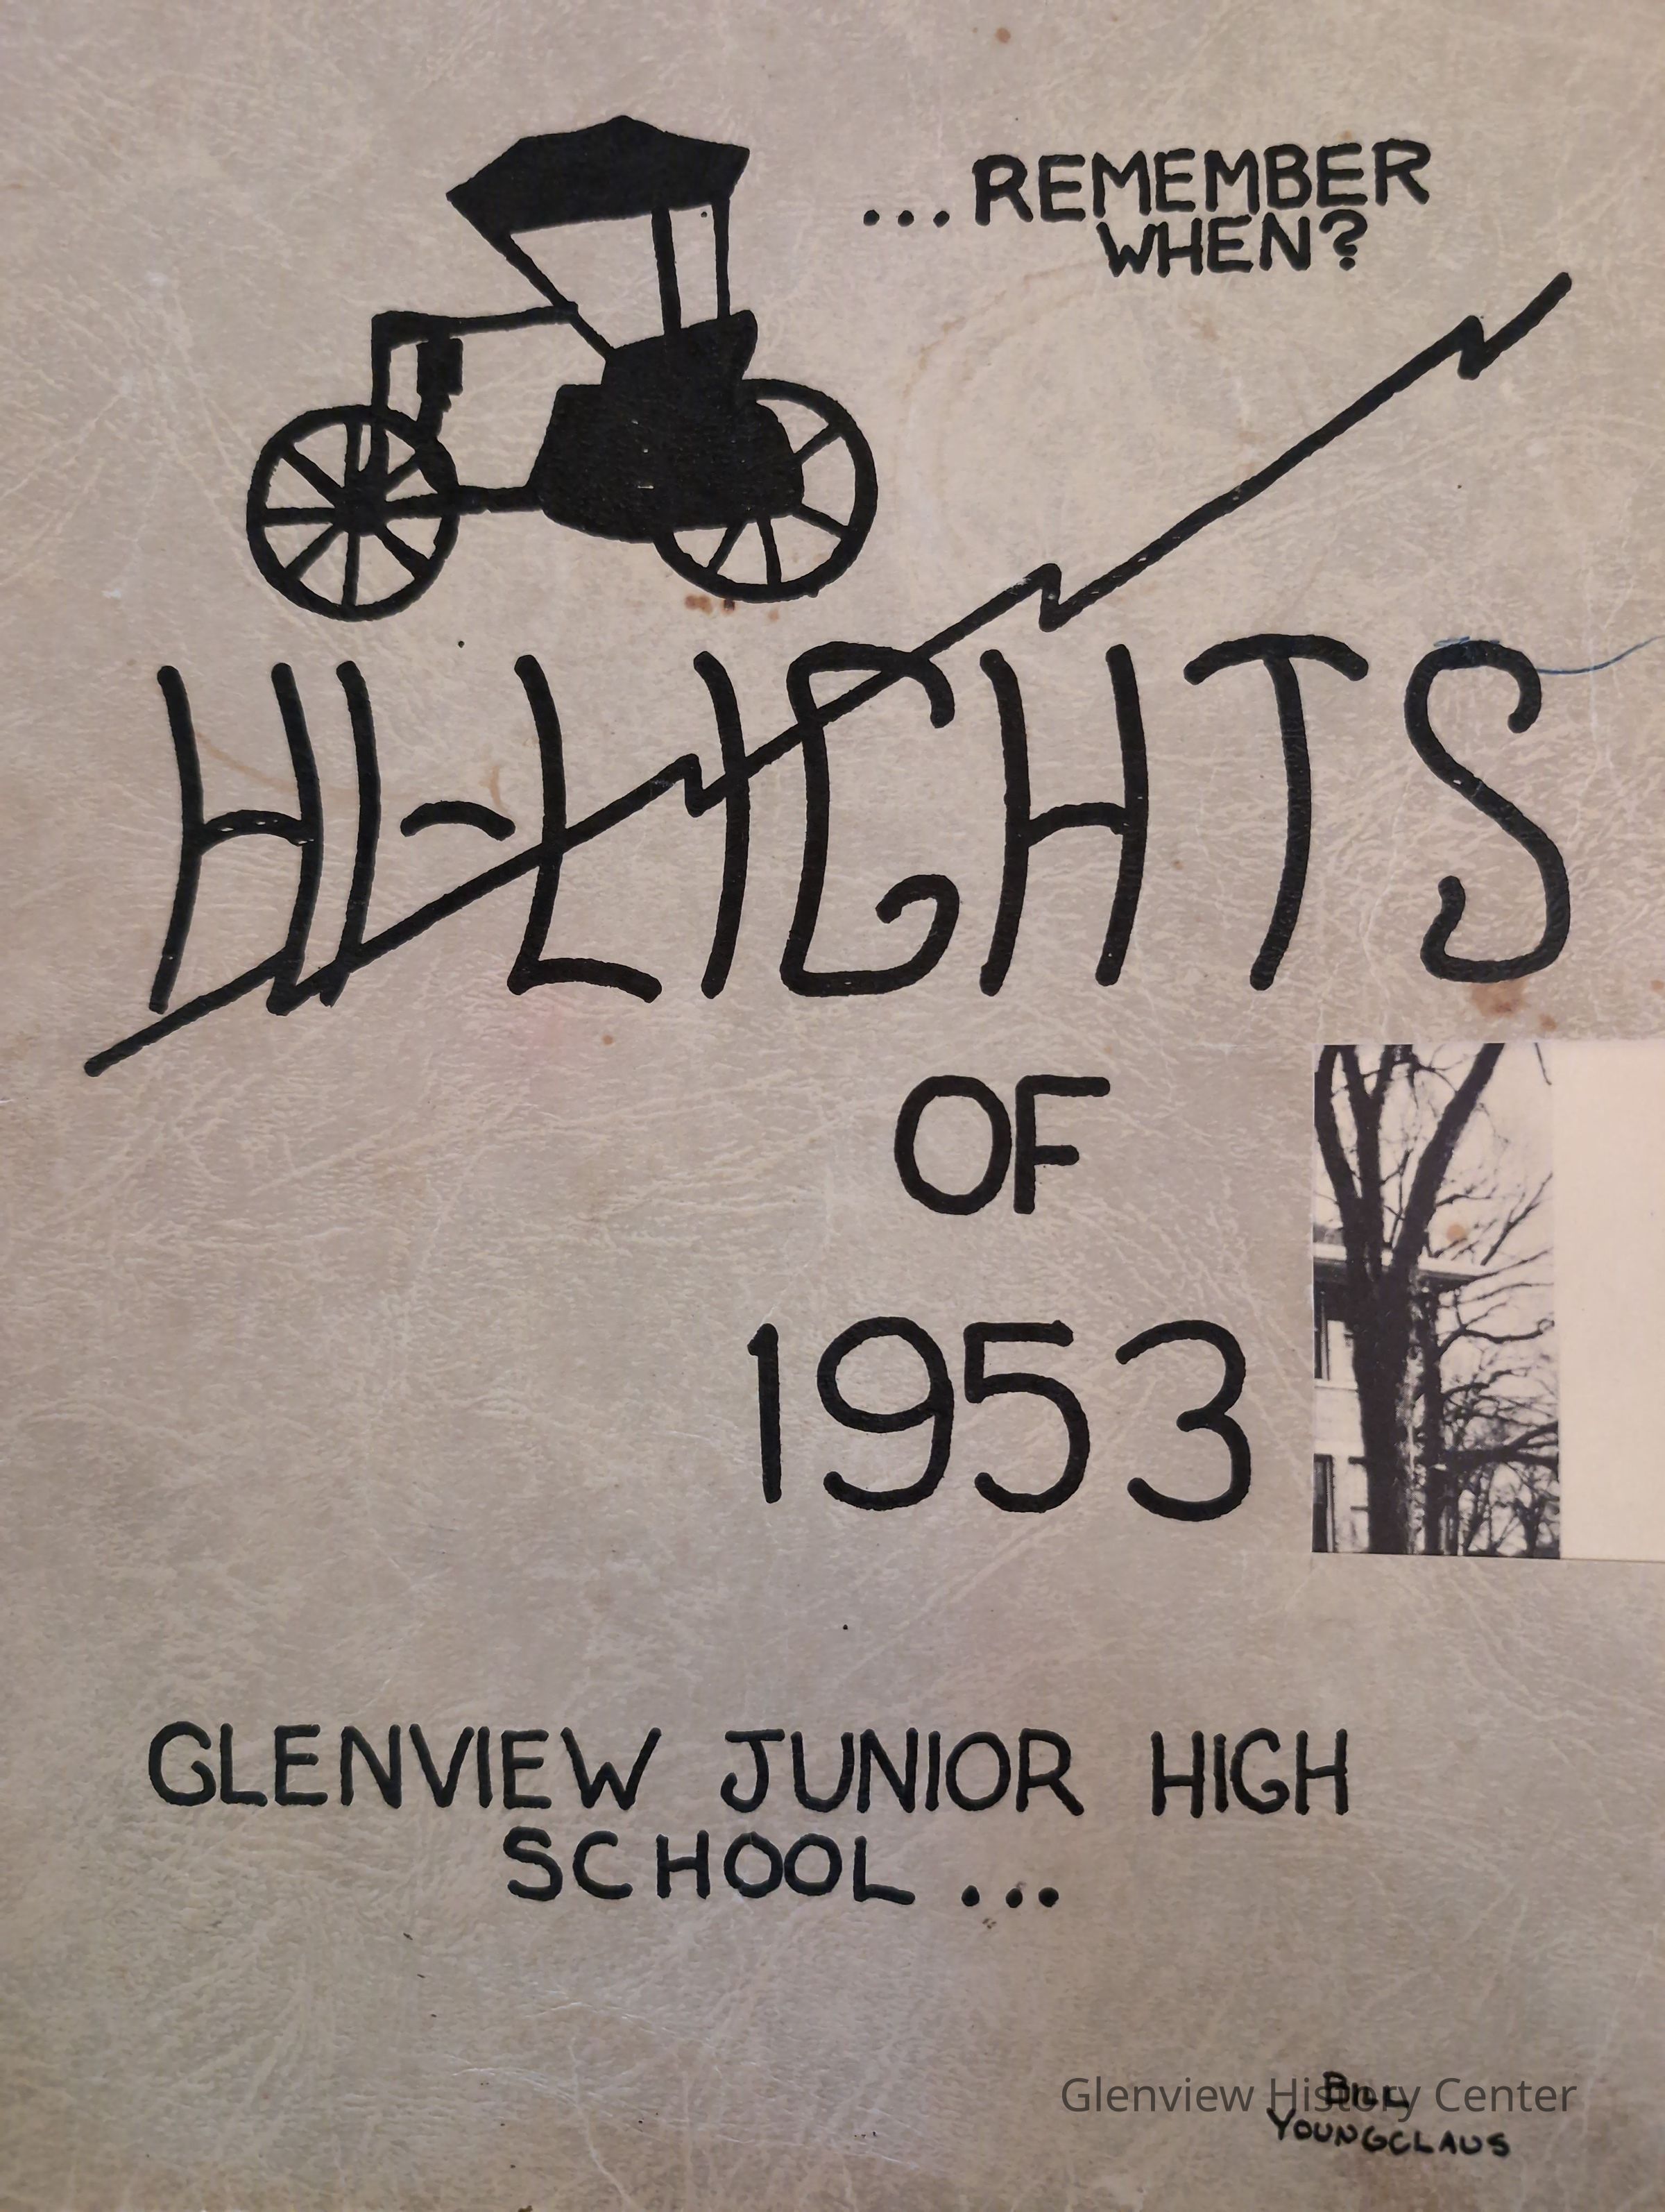 ...REMEMBER
WHEN?
HI-LIGHTS
OF
1953
GLENVIEW JUNIOR HIGH
SCHOOL...
Glenview History Center
BILL
YOUNGCLAUS